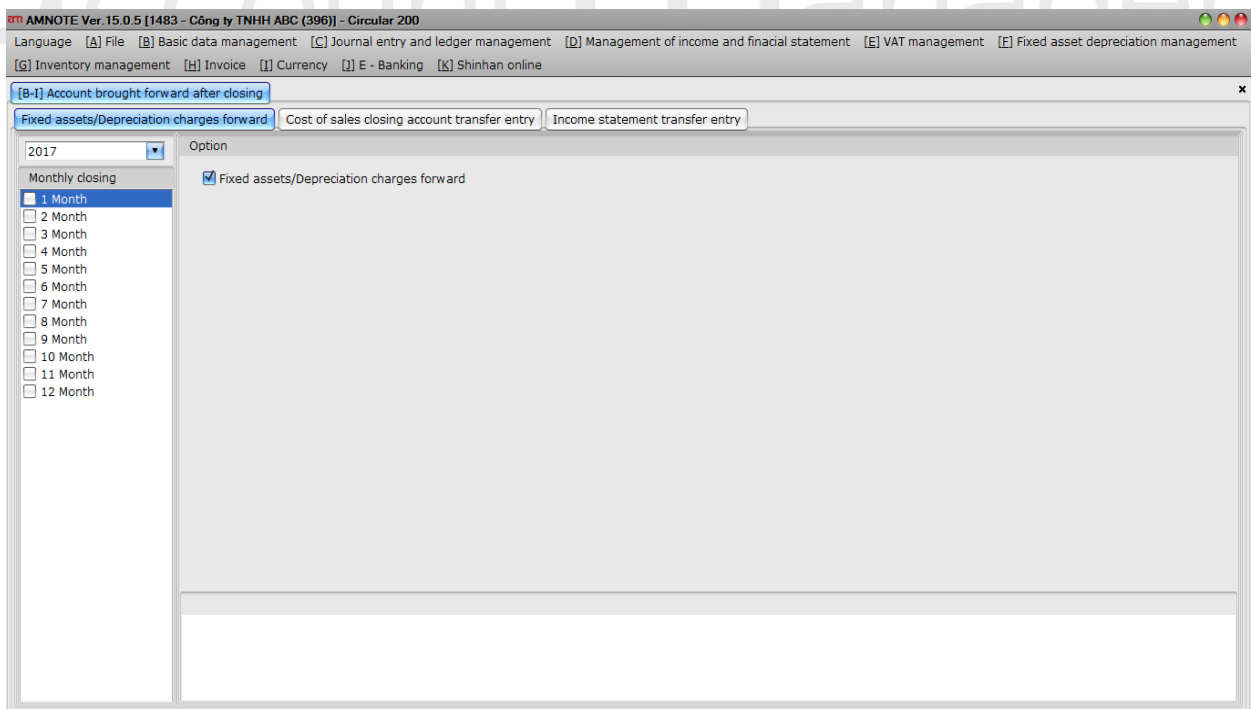 am AMNOTE Ver.15.0.5 [1483 - Công ty TNHH ABC (396)] - Circular 200
Language [A] File [B] Basic data management [C] Journal entry and ledger management [D] Management of income and finacial statement [E] VAT management [F] Fixed asset depreciation management
[G] Inventory management [H] Invoice [I] Currency [J] E - Banking [K] Shinhan online
[B-I] Account brought forward after closing x
Fixed assets/Depreciation charges forward Cost of sales closing account transfer entry Income statement transfer entry
2017 Option
Monthly closing Fixed assets/Depreciation charges forward
1 Month
2 Month
3 Month
4 Month
5 Month
6 Month
7 Month
8 Month
9 Month
10 Month
11 Month
12 Month